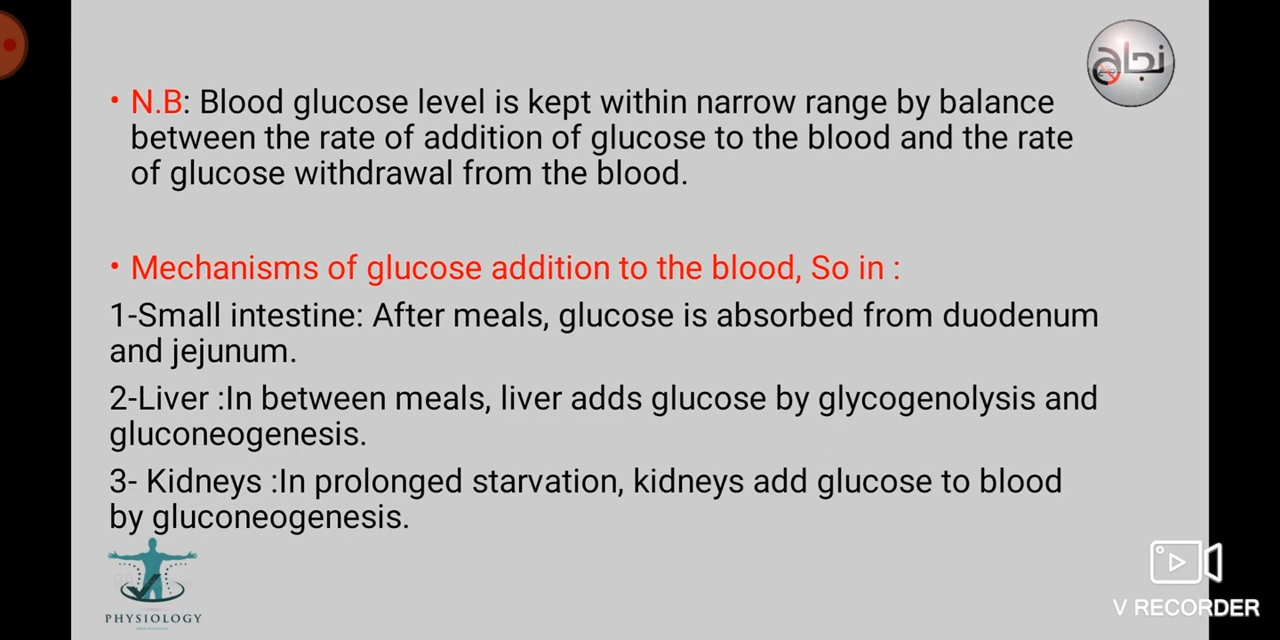 نجاح
• N.B: Blood glucose level is kept within narrow range by balance
between the rate of addition of glucose to the blood and the rate
of glucose withdrawal from the blood.
• Mechanisms of glucose addition to the blood, So in :
1-Small intestine: After meals, glucose is absorbed from duodenum
and jejunum.
2-Liver :In between meals, liver adds glucose by glycogenolysis and
gluconeogenesis.
3- Kidneys :In prolonged starvation, kidneys add glucose to blood
by gluconeogenesis.
PHYSIOLOGY
V RECORDER